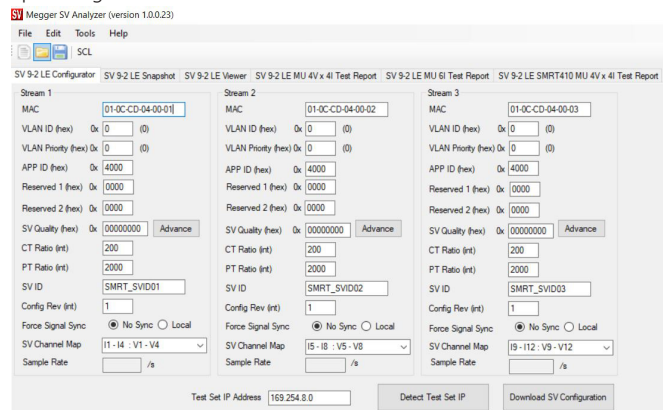 SV Megger SV Analyzer (version 1.0.0.23)
File Edit Tools Help
SCL
SV 9-2 LE Configurator SV 9-2 LE Snapshot SV 9-2 LE Viewer SV 9-2 LE MU 4V x 4I Test Report SV 9-2 LE MU 6I Test Report SV 9-2 LE SMRT410 MU 4V x 4I Test Report
Stream 1
MAC 01-0C-CD-04-00-01
VLAN ID (hex) 0x 0 (0)
VLAN Priority (hex) 0x 0 (0)
APP ID (hex) 0x 4000
Reserved 1 (hex) 0x 0000
Reserved 2 (hex) 0x 0000
SV Quality (hex) 0x 00000000 Advance
CT Ratio (int) 200
PT Ratio (int) 2000
SV ID SMRT_SVID01
Config Rev (int) 1
Force Signal Sync No Sync Local
SV Channel Map I1 - I4 : V1 - V4
Sample Rate /s
Stream 2
MAC 01-0C-CD-04-00-02
VLAN ID (hex) 0x 0 (0)
VLAN Priority (hex) 0x 0 (0)
APP ID (hex) 0x 4000
Reserved 1 (hex) 0x 0000
Reserved 2 (hex) 0x 0000
SV Quality (hex) 0x 00000000 Advance
CT Ratio (int) 200
PT Ratio (int) 2000
SV ID SMRT_SVID02
Config Rev (int) 1
Force Signal Sync No Sync Local
SV Channel Map I5 - I8 : V5 - V8
Sample Rate /s
Stream 3
MAC 01-0C-CD-04-00-03
VLAN ID (hex) 0x 0 (0)
VLAN Priority (hex) 0x 0 (0)
APP ID (hex) 0x 4000
Reserved 1 (hex) 0x 0000
Reserved 2 (hex) 0x 0000
SV Quality (hex) 0x 00000000 Advance
CT Ratio (int) 200
PT Ratio (int) 2000
SV ID SMRT_SVID03
Config Rev (int) 1
Force Signal Sync No Sync Local
SV Channel Map I9 - I12 : V9 - V12
Sample Rate /s
Test Set IP Address 169.254.8.0 Detect Test Set IP Download SV Configuration